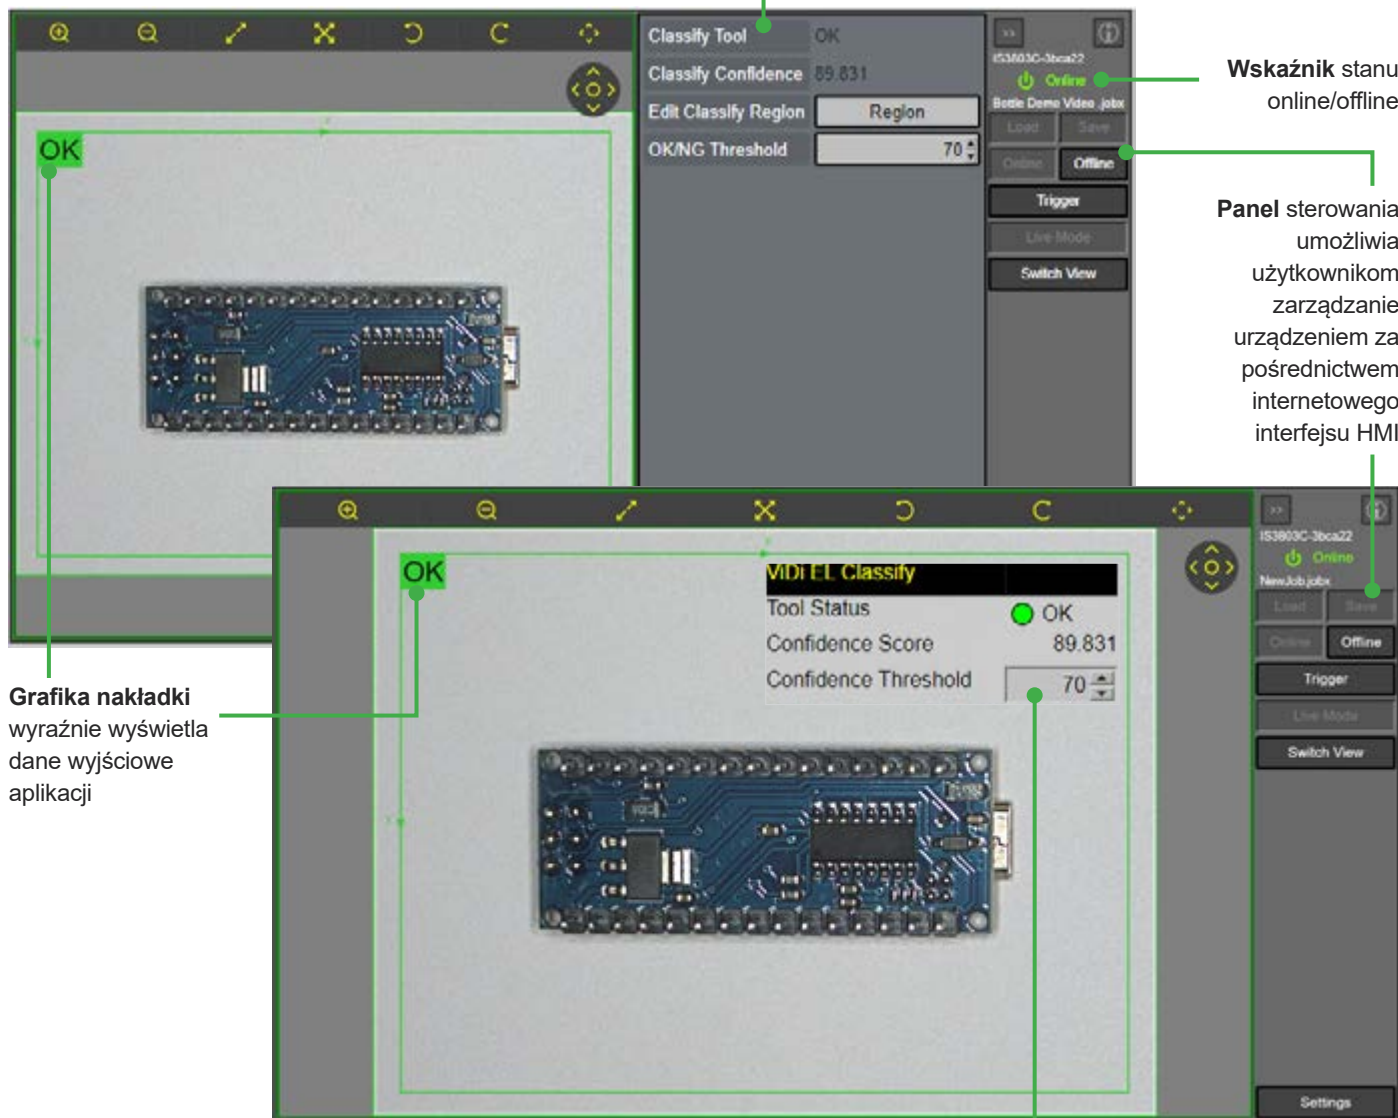 Classify Tool OK
Classify Confidence 89.831
Edit Classify Region Region
OK/NG Threshold 70
>>
IS3803C-3bca22
Online
Bottle Demo Video .jobx
Load Save
Online Offline
Trigger
Live Mode
Switch View
OK
Wskaźnik stanu
online/offline
Panel sterowania
umożliwia
użytkownikom
zarządzanie
urządzeniem za
pośrednictwem
internetowego
interfejsu HMI
Grafika nakładki
wyraźnie wyświetla
dane wyjściowe
aplikacji
OK
ViDi EL Classify
Tool Status OK
Confidence Score 89.831
Confidence Threshold 70
>>
IS3803C-3bca22
Online
NewJob.jobx
Load Save
Online Offline
Trigger
Live Mode
Switch View
Settings